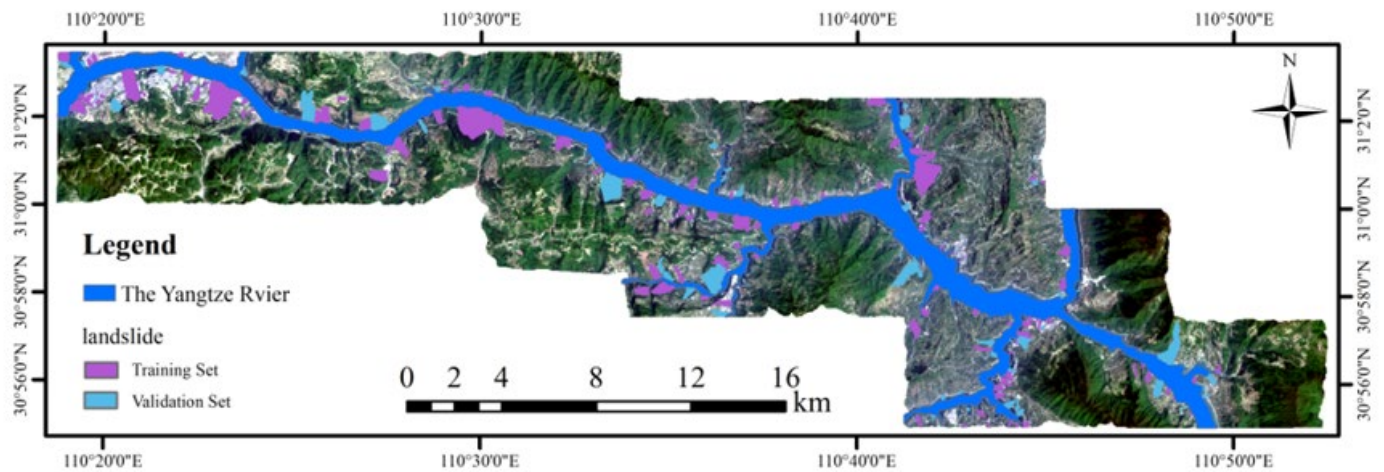 110°20'0"E 110°30'0"E 110°40'0"E 110°50'0"E
N
31°2'0"N
31°0'0"N
30°58'0"N
30°56'0"N
31°2'0"N
31°0'0"N
30°58'0"N
30°56'0"N
Legend
The Yangtze Rvier
landslide
Training Set
Validation Set
0 2 4 8 12 16
km
110°20'0"E 110°30'0"E 110°40'0"E 110°50'0"E